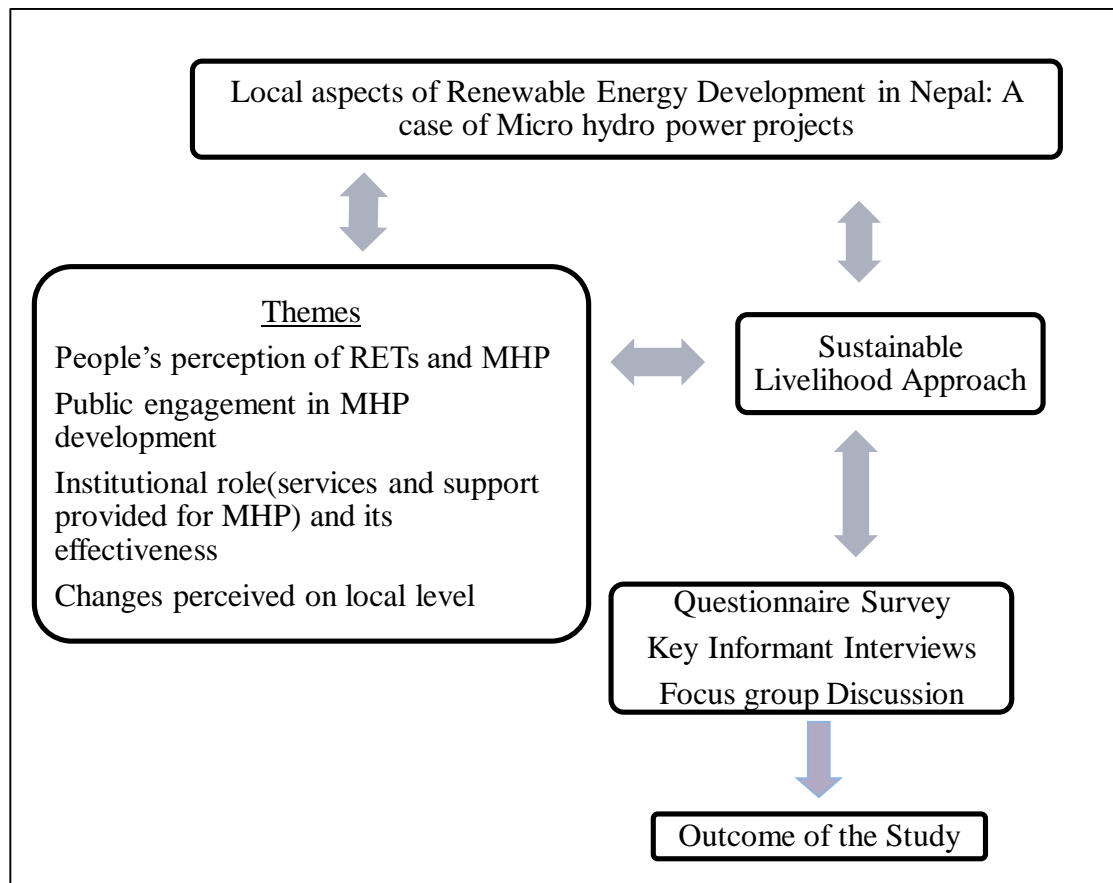 Local aspects of Renewable Energy Development in Nepal: A
case of Micro hydro power projects
Themes
People’s perception of RETs and MHP
Public engagement in MHP
development
Institutional role(services and support
provided for MHP) and its
effectiveness
Changes perceived on local level
Sustainable
Livelihood Approach
Questionnaire Survey
Key Informant Interviews
Focus group Discussion
Outcome of the Study